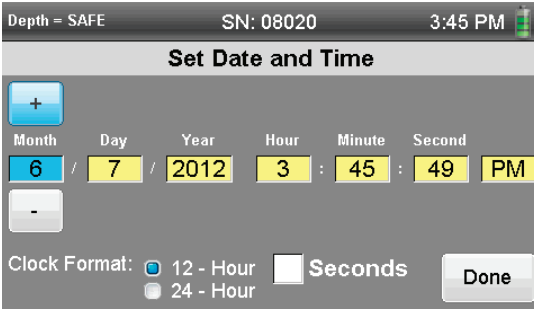 Depth = SAFE SN: 08020 3:45 PM
Set Date and Time
+
Month Day Year Hour Minute Second
6 / 7 / 2012 3 : 45 : 49 PM
-
Clock Format: 12 - Hour Seconds
24 - Hour
Done